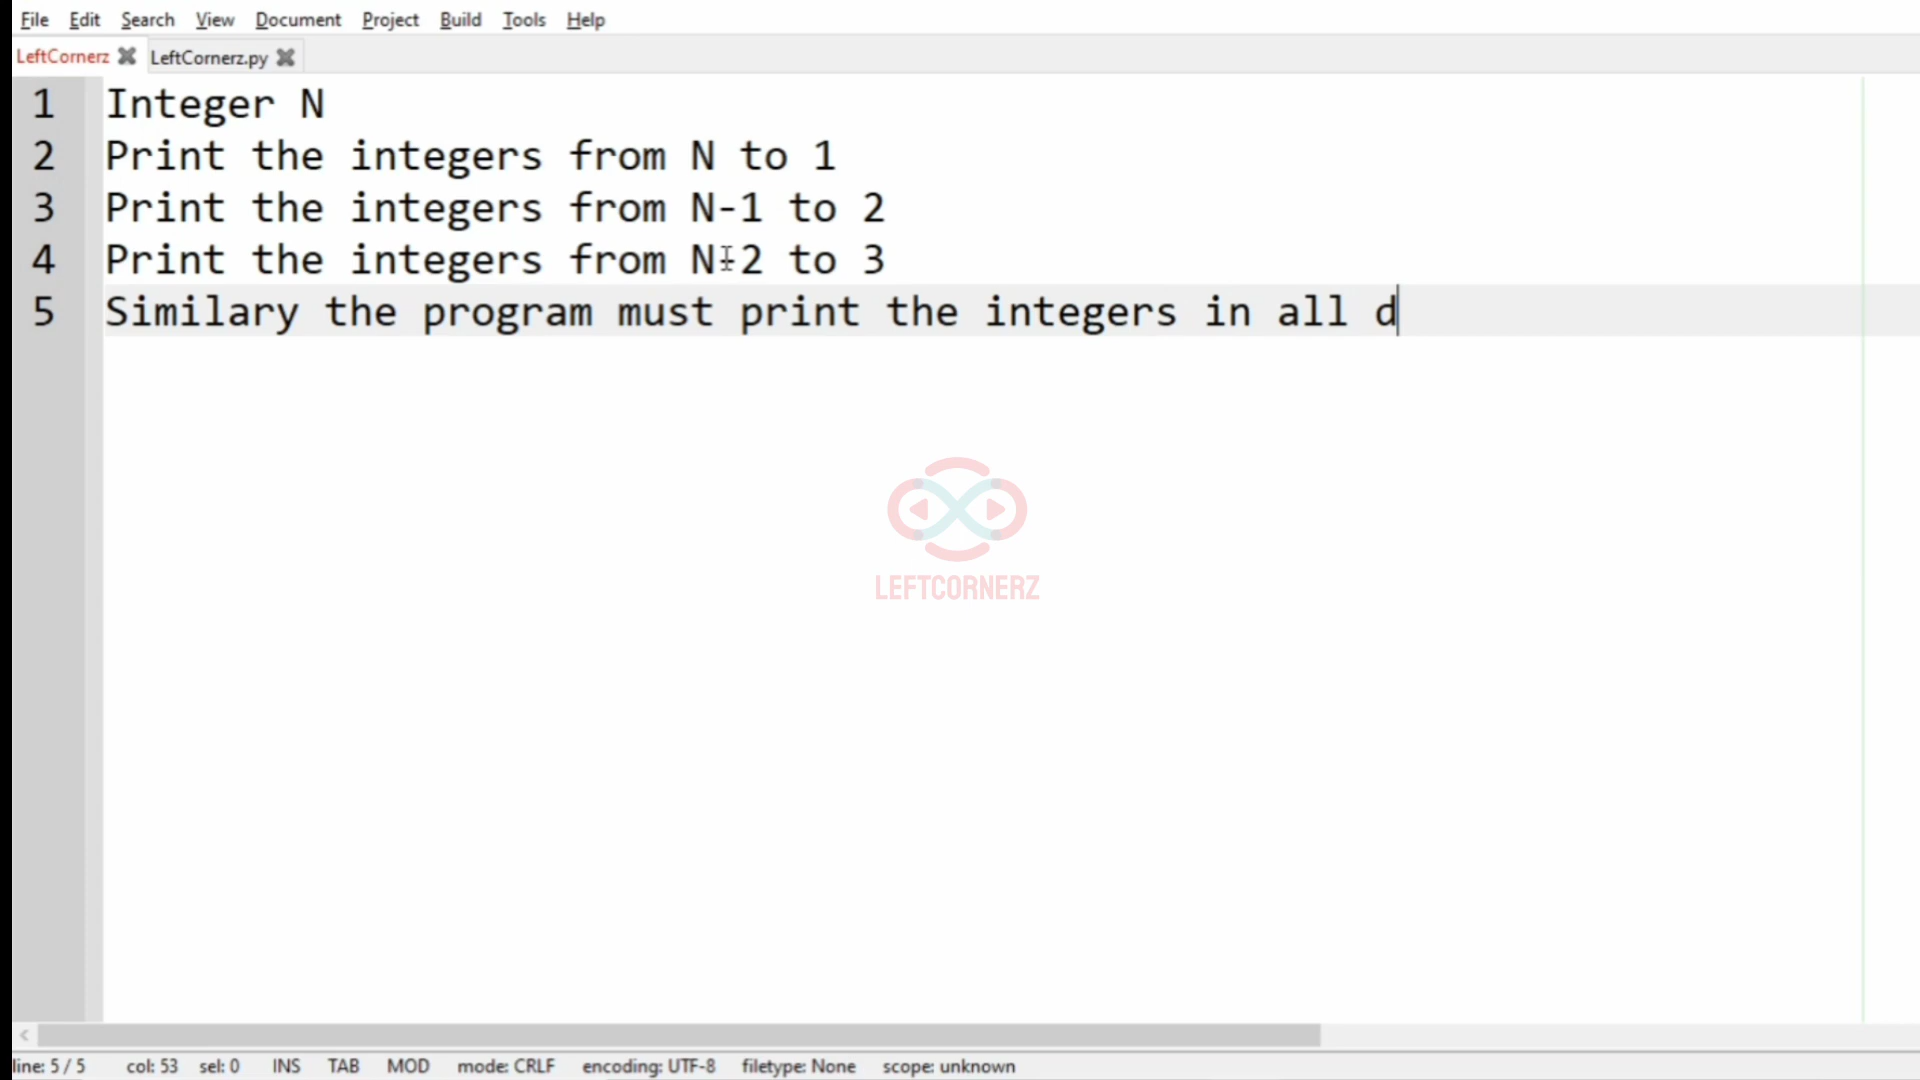 File Edit Search View Document Project Build Tools Help
LeftCornerz LeftCornerz.py
1 Integer N
2 Print the integers from N to 1
3 Print the integers from N-1 to 2
4 Print the integers from N-2 to 3
5 Similary the program must print the integers in all d
LEFTCORNERZ
line: 5 / 5 col: 53 sel: 0 INS TAB MOD mode: CRLF encoding: UTF-8 filetype: None scope: unknown